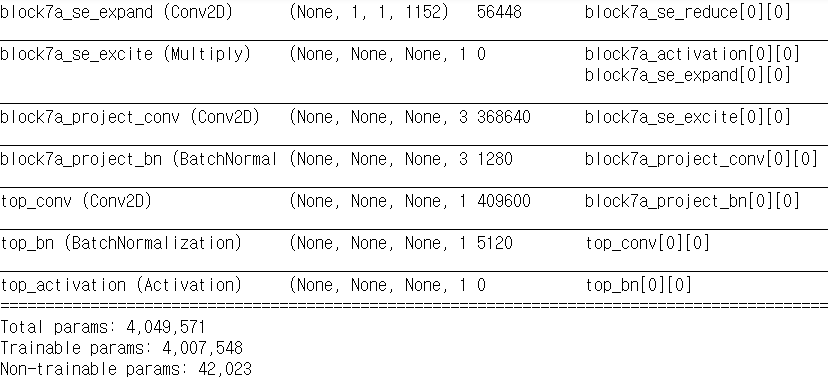 block7a_se_expand (Conv2D) (None, 1, 1, 1152) 56448 block7a_se_reduce[0][0]
block7a_se_excite (Multiply) (None, None, None, 1 0 block7a_activation[0][0]
block7a_se_expand[0][0]
block7a_project_conv (Conv2D) (None, None, None, 3 368640 block7a_se_excite[0][0]
block7a_project_bn (BatchNormal (None, None, None, 3 1280 block7a_project_conv[0][0]
top_conv (Conv2D) (None, None, None, 1 409600 block7a_project_bn[0][0]
top_bn (BatchNormalization) (None, None, None, 1 5120 top_conv[0][0]
top_activation (Activation) (None, None, None, 1 0 top_bn[0][0]
Total params: 4,049,571
Trainable params: 4,007,548
Non-trainable params: 42,023